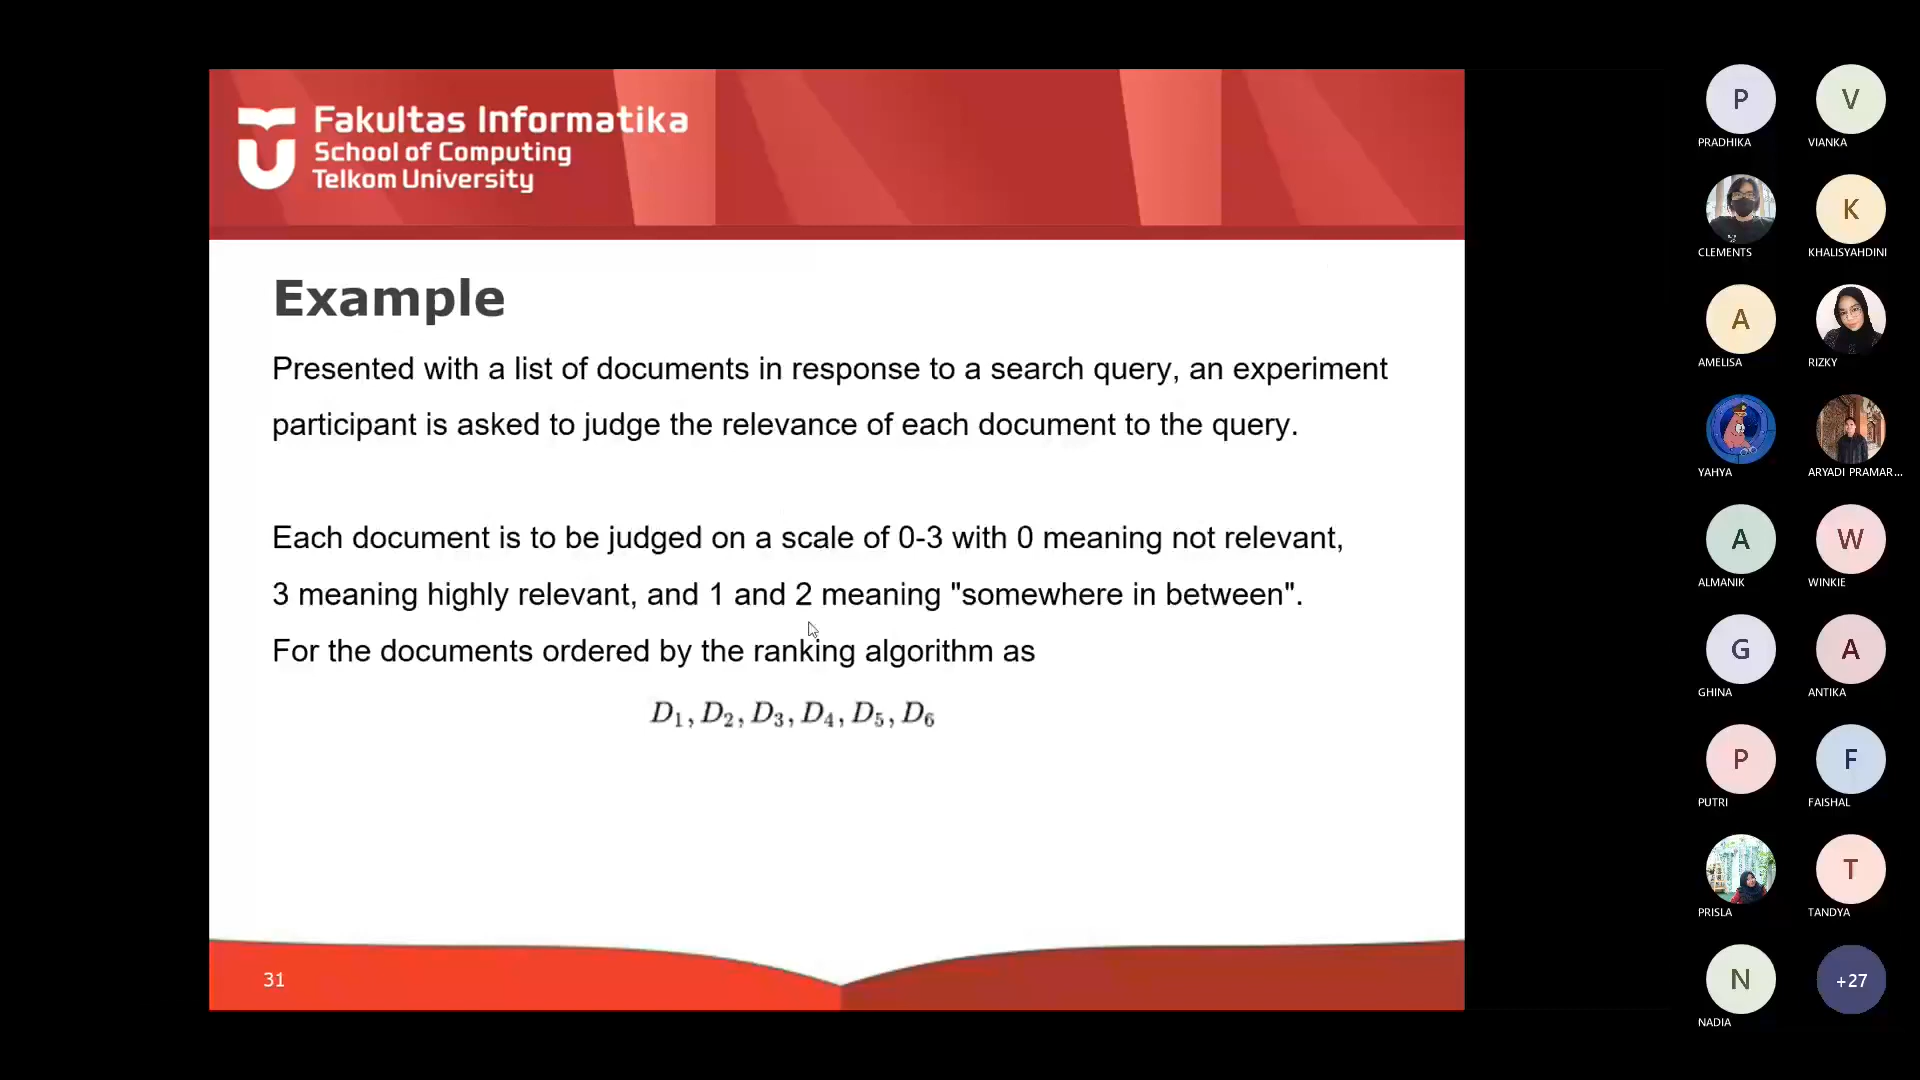 Fakultas Informatika
School of Computing
Telkom University
Example
Presented with a list of documents in response to a search query, an experiment
participant is asked to judge the relevance of each document to the query.
Each document is to be judged on a scale of 0-3 with 0 meaning not relevant,
3 meaning highly relevant, and 1 and 2 meaning "somewhere in between".
For the documents ordered by the ranking algorithm as
D₁, D₂, D₃, D₄, D₅, D₆
31
P
PRADHIKA
V
VIANKA
CLEMENTS
K
KHALISYAHDINI
A
AMELISA
RIZKY
YAHYA
ARYADI PRAMAR...
A
ALMANIK
W
WINKIE
G
GHINA
A
ANTIKA
P
PUTRI
F
FAISHAL
PRISLA
T
TANDYA
N
NADIA
+27